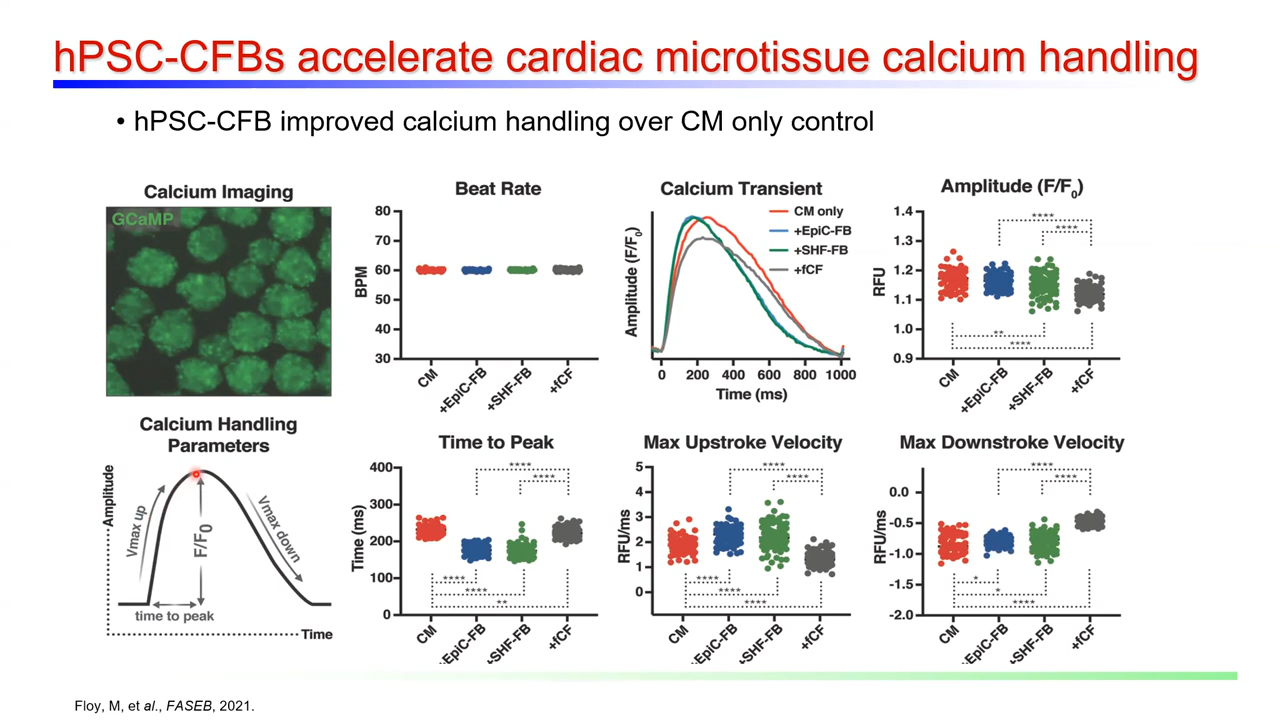 hPSC-CFBs accelerate cardiac microtissue calcium handling
• hPSC-CFB improved calcium handling over CM only control
Calcium Imaging
GCaMP
Beat Rate
BPM
80
70
60
50
40
30
CM
+EpiC-FB
+SHF-FB
+fCF
Calcium Transient
Amplitude (F/F0)
CM only
+EpiC-FB
+SHF-FB
+fCF
0 200 400 600 800 1000
Time (ms)
Amplitude (F/F0)
RFU
1.4
1.3
1.2
1.1
1.0
0.9
****
****
**
****
CM
+EpiC-FB
+SHF-FB
+fCF
Calcium Handling
Parameters
Amplitude
Vmax up
F/F0
Vmax down
time to peak
Time
Time to Peak
Time (ms)
400
300
200
100
0
****
****
****
****
**
CM
+EpiC-FB
+SHF-FB
+fCF
Max Upstroke Velocity
RFU/ms
5
4
3
2
1
0
****
****
****
****
****
CM
+EpiC-FB
+SHF-FB
+fCF
Max Downstroke Velocity
RFU/ms
0.0
-0.5
-1.0
-1.5
-2.0
****
****
*
*
****
CM
+EpiC-FB
+SHF-FB
+fCF
Floy, M, et al., FASEB, 2021.